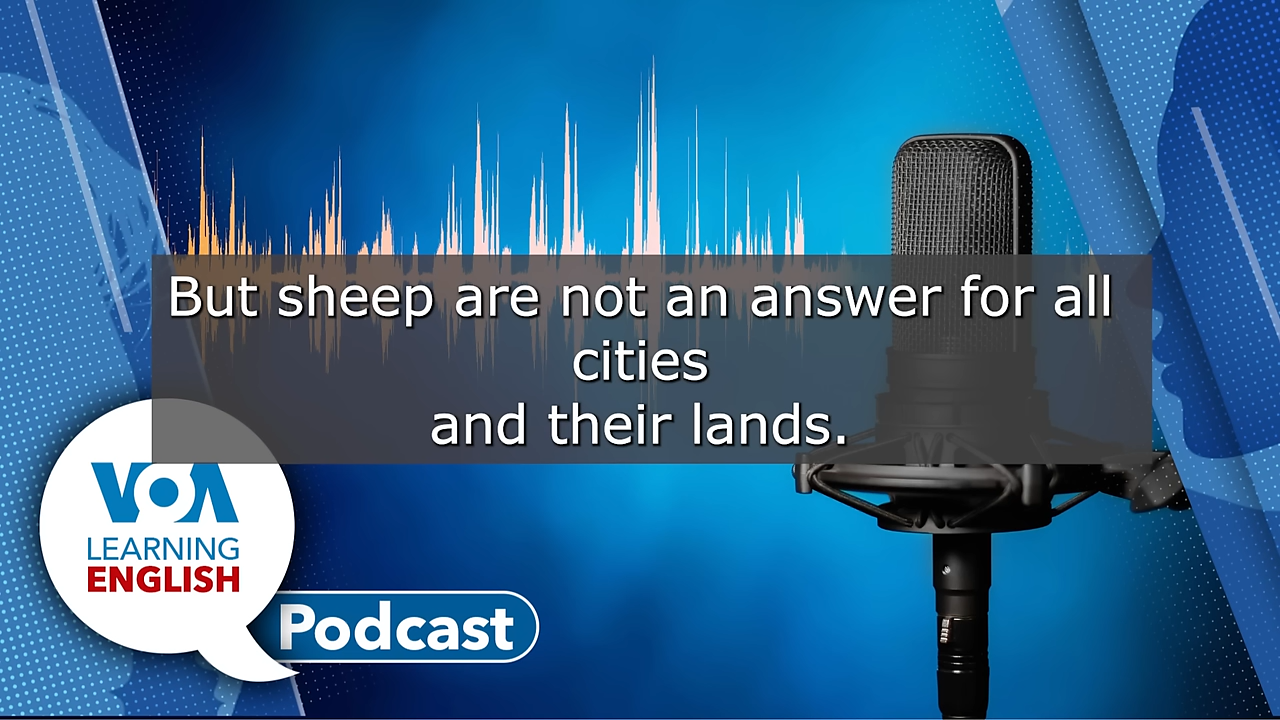 But sheep are not an answer for all
cities
and their lands.
VOA
LEARNING
ENGLISH
Podcast